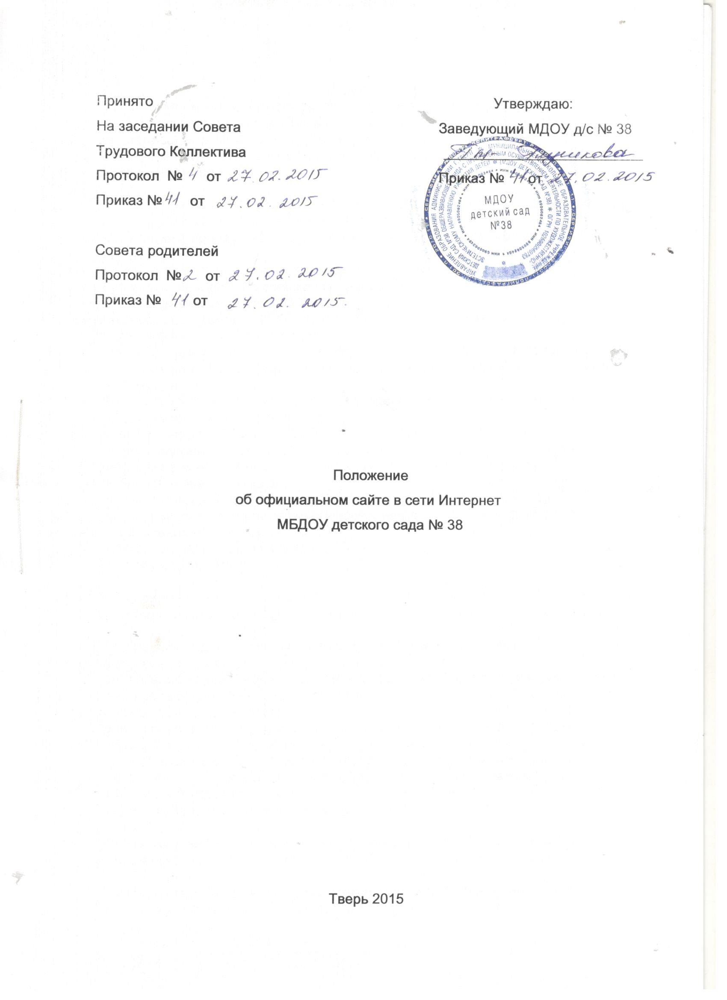 Принято
На заседании Совета
Трудового Коллектива
Протокол № 4 от 27.02.2015
Приказ № 41 от 27.02.2015
Совета родителей
Протокол № 2 от 27.02.2015
Приказ № 41 от 27.02.2015.
Утверждаю:
Заведующий МДОУ д/с № 38
Приказ № 41 от 27.02.2015
МДОУ
детский сад
№38
Положение
об официальном сайте в сети Интернет
МБДОУ детского сада № 38
Тверь 2015